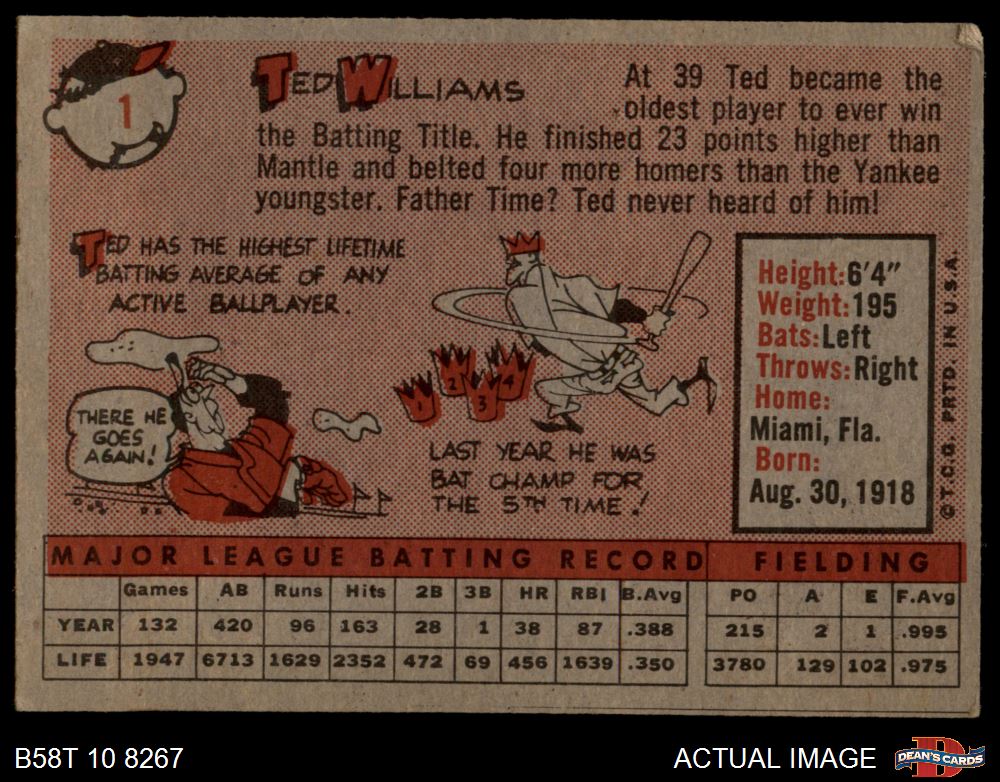 1
TED WILLIAMS
At 39 Ted became the
oldest player to ever win
the Batting Title. He finished 23 points higher than
Mantle and belted four more homers than the Yankee
youngster. Father Time? Ted never heard of him!
TED HAS THE HIGHEST LIFETIME
BATTING AVERAGE OF ANY
ACTIVE BALLPLAYER.
THERE HE
GOES
AGAIN!
1 2 3 4
LAST YEAR HE WAS
BAT CHAMP FOR
THE 5TH TIME!
Height: 6'4"
Weight: 195
Bats: Left
Throws: Right
Home:
Miami, Fla.
Born:
Aug. 30, 1918
© T.C.G. PRTD. IN U.S.A.
MAJOR LEAGUE BATTING RECORD FIELDING
Games AB Runs Hits 2B 3B HR RBI B.Avg PO A E F.Avg
YEAR 132 420 96 163 28 1 38 87 .388 215 2 1 .995
LIFE 1947 6713 1629 2352 472 69 456 1639 .350 3780 129 102 .975
B58T 10 8267 ACTUAL IMAGE D DEAN'S CARDS